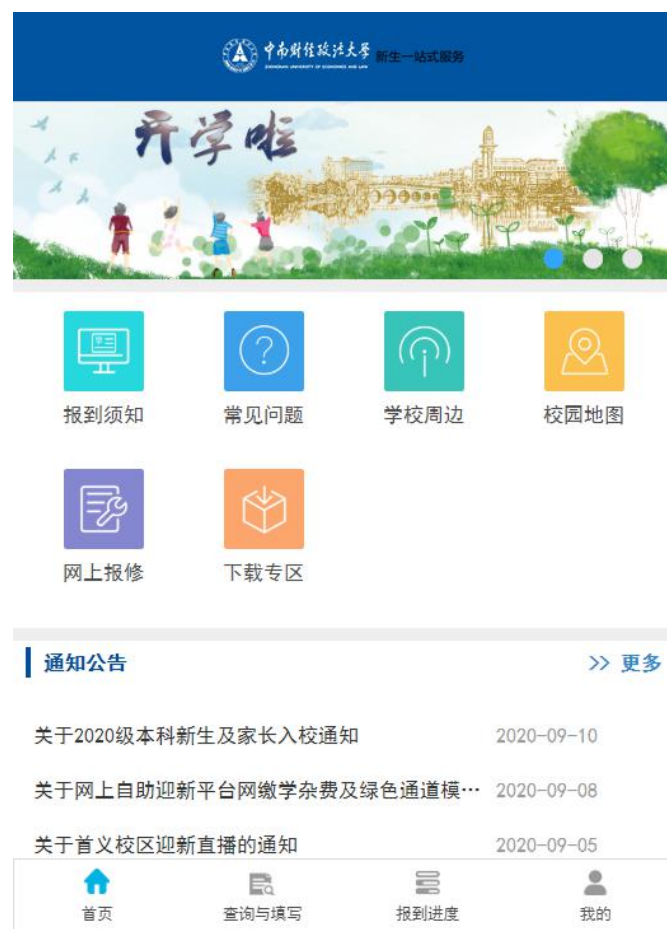 中南财经政法大学 新生一站式服务
ZHONGNAN UNIVERSITY OF ECONOMICS AND LAW
开学啦
报到须知 常见问题 学校周边 校园地图
网上报修 下载专区
通知公告 >> 更多
关于2020级本科新生及家长入校通知 2020-09-10
关于网上自助迎新平台网缴学杂费及绿色通道模… 2020-09-08
关于首义校区迎新直播的通知 2020-09-05
首页 查询与填写 报到进度 我的